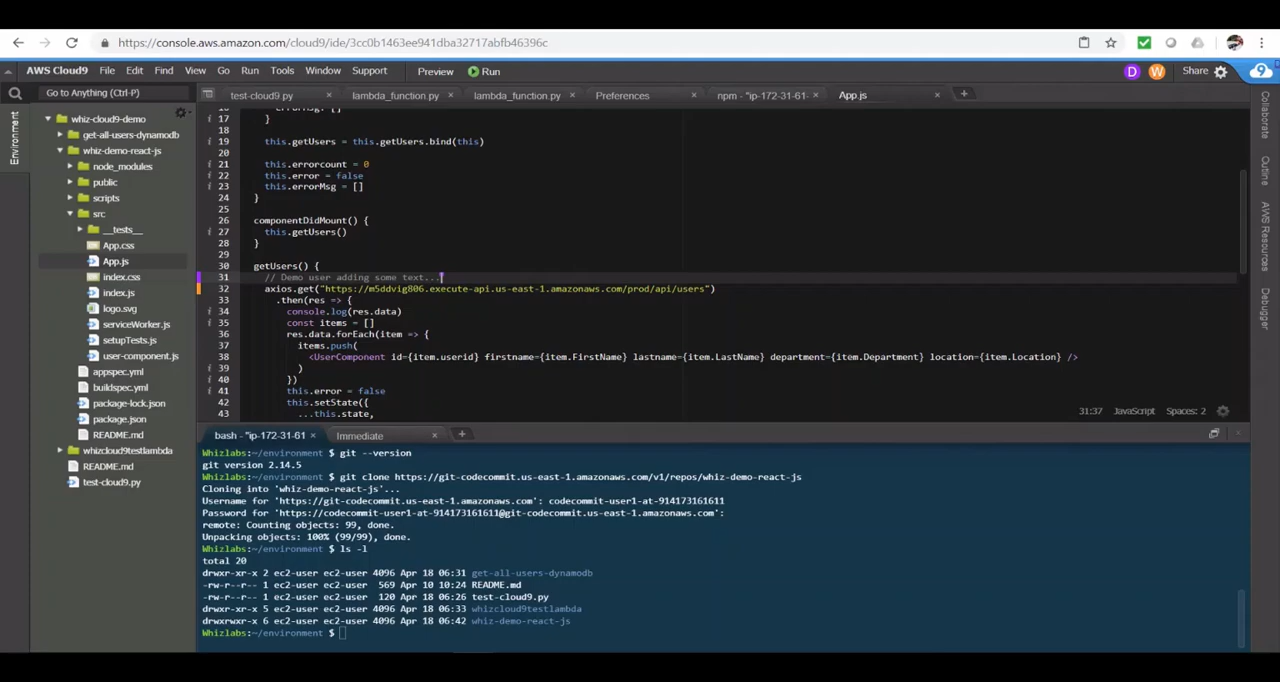 https://console.aws.amazon.com/cloud9/ide/3cc0b1463ee941dba32717abfb46396c
AWS Cloud9 File Edit Find View Go Run Tools Window Support Preview Run D W Share 9
Go to Anything (Ctrl-P)
test-cloud9.py lambda_function.py lambda_function.py Preferences npm - "ip-172-31-61- App.js
Environment
whiz-cloud9-demo
get-all-users-dynamodb
whiz-demo-react-js
node_modules
public
scripts
src
__tests__
App.css
App.js
index.css
index.js
logo.svg
serviceWorker.js
setupTests.js
user-component.js
appspec.yml
buildspec.yml
package-lock.json
package.json
README.md
whizcloud9testlambda
README.md
test-cloud9.py
16 errorMsg: []
17 }
18
19 this.getUsers = this.getUsers.bind(this)
20
21 this.errorcount = 0
22 this.error = false
23 this.errorMsg = []
24 }
25
26 componentDidMount() {
27 this.getUsers()
28 }
29
30 getUsers() {
31 // Demo user adding some text...
32 axios.get("https://m5ddvig806.execute-api.us-east-1.amazonaws.com/prod/api/users")
33 .then(res => {
34 console.log(res.data)
35 const items = []
36 res.data.forEach(item => {
37 items.push(
38 <UserComponent id={item.userid} firstname={item.FirstName} lastname={item.LastName} department={item.Department} location={item.Location} />
39 )
40 })
41 this.error = false
42 this.setState({
43 ...this.state,
31:37 JavaScript Spaces: 2
Collaborate
Outline
AWS Resources
Debugger
bash - "ip-172-31-61 Immediate
Whizlabs:~/environment $ git --version
git version 2.14.5
Whizlabs:~/environment $ git clone https://git-codecommit.us-east-1.amazonaws.com/v1/repos/whiz-demo-react-js
Cloning into 'whiz-demo-react-js'...
Username for 'https://git-codecommit.us-east-1.amazonaws.com': codecommit-user1-at-914173161611
Password for 'https://codecommit-user1-at-914173161611@git-codecommit.us-east-1.amazonaws.com':
remote: Counting objects: 99, done.
Unpacking objects: 100% (99/99), done.
Whizlabs:~/environment $ ls -l
total 20
drwxr-xr-x 2 ec2-user ec2-user 4096 Apr 18 06:31 get-all-users-dynamodb
-rw-r--r-- 1 ec2-user ec2-user 569 Apr 10 10:24 README.md
-rw-r--r-- 1 ec2-user ec2-user 120 Apr 18 06:26 test-cloud9.py
drwxr-xr-x 5 ec2-user ec2-user 4096 Apr 18 06:33 whizcloud9testlambda
drwxrwxr-x 6 ec2-user ec2-user 4096 Apr 18 06:42 whiz-demo-react-js
Whizlabs:~/environment $